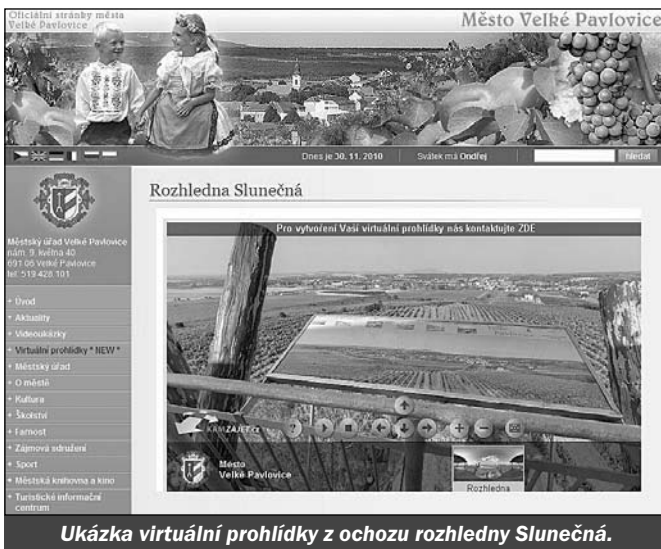 Oficiální stránky města
Velké Pavlovice
Město Velké Pavlovice
Dnes je 30. 11. 2010
Svátek má Ondřej
hledat
Rozhledna Slunečná
Městský úřad Velké Pavlovice
nám. 9. května 40
691 06 Velké Pavlovice
tel: 519 428 101
Úvod
Aktuality
Videoukázky
Virtuální prohlídky * NEW *
Městský úřad
O městě
Kultura
Školství
Farnost
Zájmová sdružení
Sport
Městská knihovna a kino
Turistické informační
centrum
Pro vytvoření Vaší virtuální prohlídky nás kontaktujte ZDE
KAMZAJET.cz
?
Město
Velké Pavlovice
Rozhledna
Ukázka virtuální prohlídky z ochozu rozhledny Slunečná.